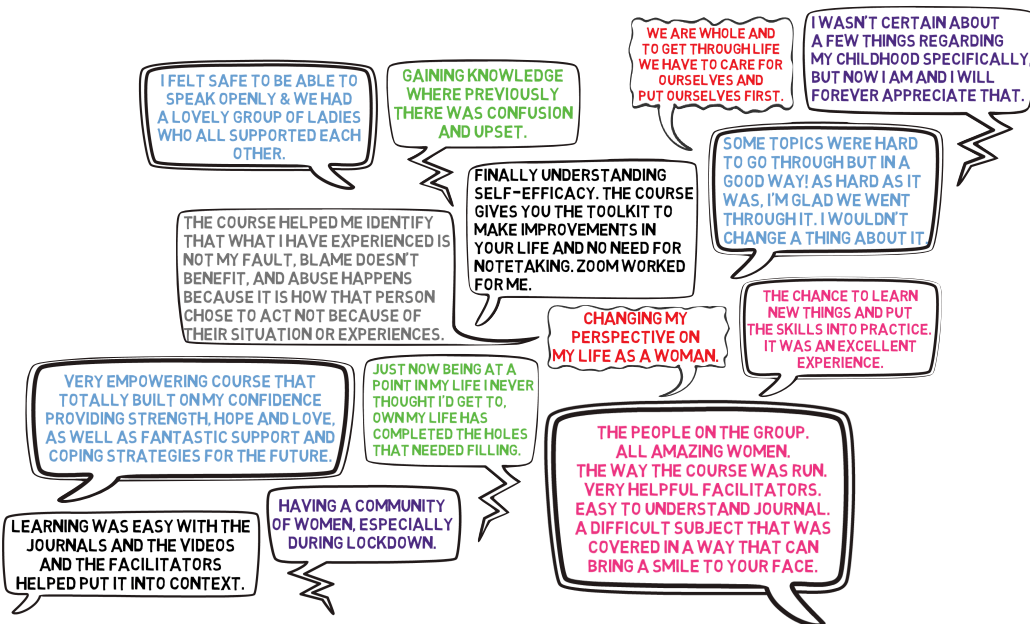 I FELT SAFE TO BE ABLE TO
SPEAK OPENLY & WE HAD
A LOVELY GROUP OF LADIES
WHO ALL SUPPORTED EACH
OTHER.
GAINING KNOWLEDGE
WHERE PREVIOUSLY
THERE WAS CONFUSION
AND UPSET.
WE ARE WHOLE AND
TO GET THROUGH LIFE
WE HAVE TO CARE FOR
OURSELVES AND
PUT OURSELVES FIRST.
I WASN'T CERTAIN ABOUT
A FEW THINGS REGARDING
MY CHILDHOOD SPECIFICALLY,
BUT NOW I AM AND I WILL
FOREVER APPRECIATE THAT.
THE COURSE HELPED ME IDENTIFY
THAT WHAT I HAVE EXPERIENCED IS
NOT MY FAULT, BLAME DOESN'T
BENEFIT, AND ABUSE HAPPENS
BECAUSE IT IS HOW THAT PERSON
CHOSE TO ACT NOT BECAUSE OF
THEIR SITUATION OR EXPERIENCES.
FINALLY UNDERSTANDING
SELF-EFFICACY. THE COURSE
GIVES YOU THE TOOLKIT TO
MAKE IMPROVEMENTS IN
YOUR LIFE AND NO NEED FOR
NOTETAKING. ZOOM WORKED
FOR ME.
SOME TOPICS WERE HARD
TO GO THROUGH BUT IN A
GOOD WAY! AS HARD AS IT
WAS, I'M GLAD WE WENT
THROUGH IT. I WOULDN'T
CHANGE A THING ABOUT IT
CHANGING MY
PERSPECTIVE ON
MY LIFE AS A WOMAN.
THE CHANCE TO LEARN
NEW THINGS AND PUT
THE SKILLS INTO PRACTICE.
IT WAS AN EXCELLENT
EXPERIENCE.
VERY EMPOWERING COURSE THAT
TOTALLY BUILT ON MY CONFIDENCE
PROVIDING STRENGTH, HOPE AND LOVE,
AS WELL AS FANTASTIC SUPPORT AND
COPING STRATEGIES FOR THE FUTURE.
JUST NOW BEING AT A
POINT IN MY LIFE I NEVER
THOUGHT I'D GET TO,
OWN MY LIFE HAS
COMPLETED THE HOLES
THAT NEEDED FILLING.
THE PEOPLE ON THE GROUP.
ALL AMAZING WOMEN.
THE WAY THE COURSE WAS RUN.
VERY HELPFUL FACILITATORS.
EASY TO UNDERSTAND JOURNAL.
A DIFFICULT SUBJECT THAT WAS
COVERED IN A WAY THAT CAN
BRING A SMILE TO YOUR FACE.
LEARNING WAS EASY WITH THE
JOURNALS AND THE VIDEOS
AND THE FACILITATORS
HELPED PUT IT INTO CONTEXT.
HAVING A COMMUNITY
OF WOMEN, ESPECIALLY
DURING LOCKDOWN.